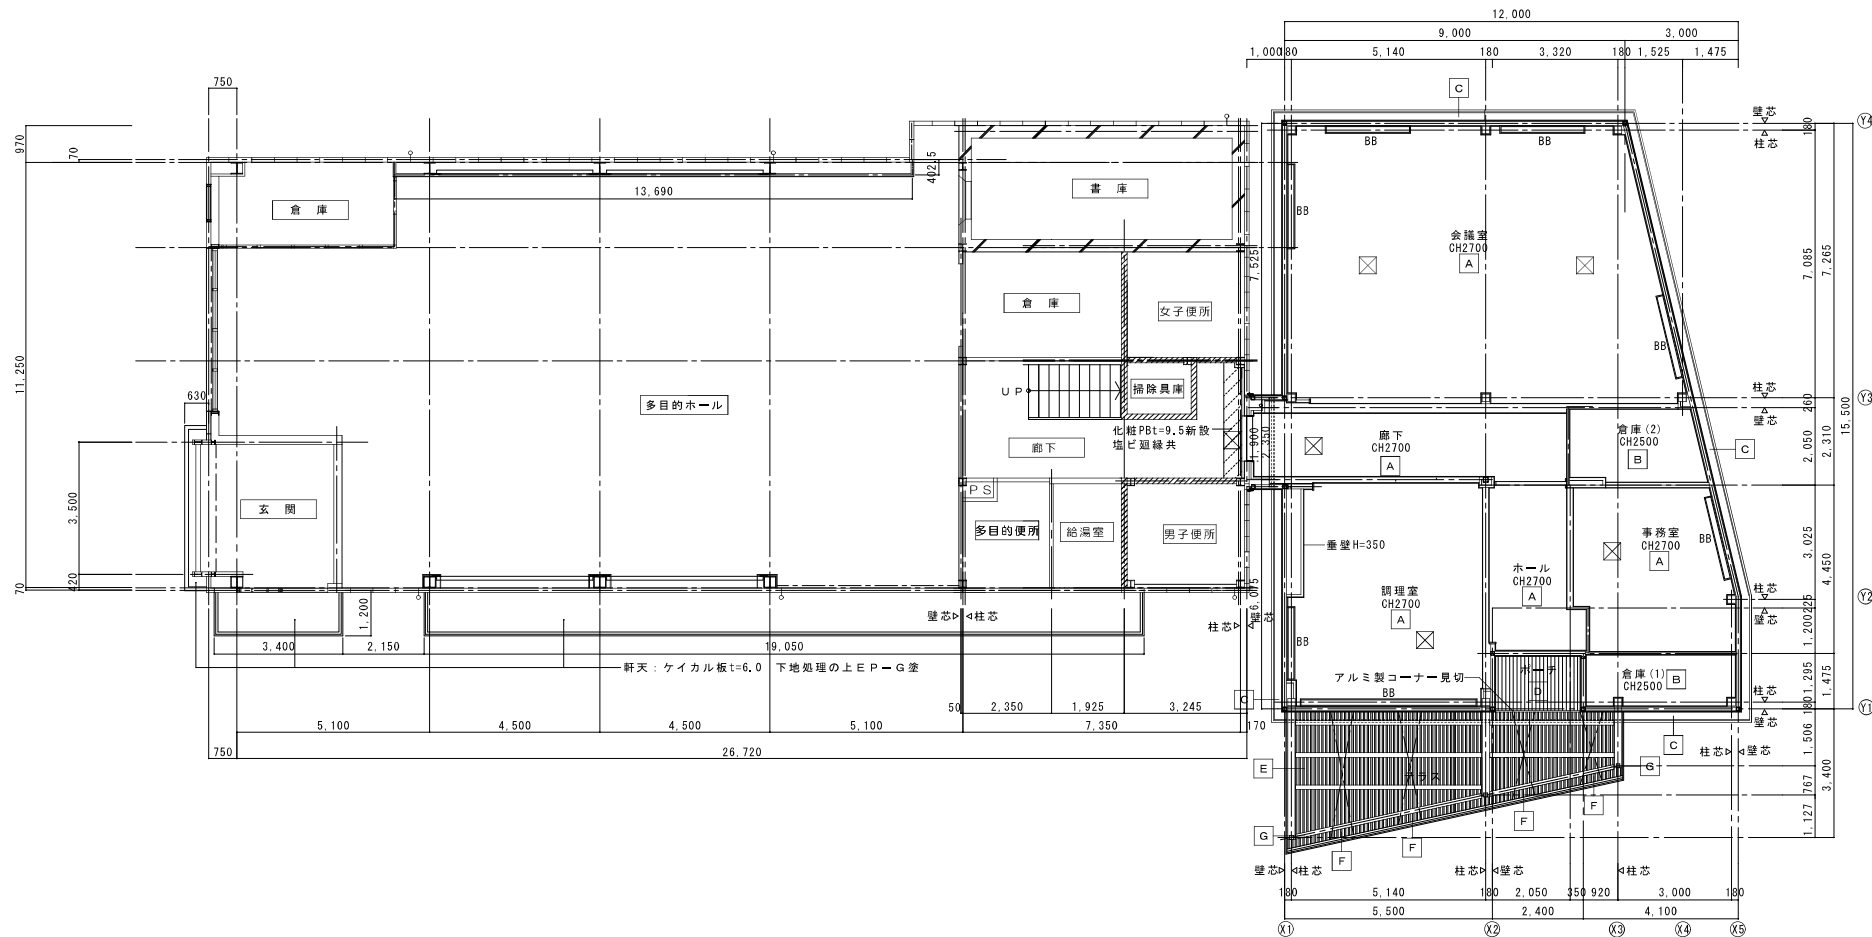 12,000
9,000
3,000
1,000
180
5,140
180
3,320
180
1,525
1,475
750
C
壁芯
180
柱芯
Y4
970
70
BB
BB
402.5
13,690
倉庫
書庫
BB
会議室
CH2700
A
7,085
7,265
7,525
倉庫
女子便所
11,250
BB
UP
掃除具庫
柱芯
260
壁芯
Y3
630
多目的ホール
15,500
化粧PBt=9.5新設
塩ビ廻縁共
廊下
1,900
2,350
廊下
CH2700
A
倉庫(2)
CH2500
B
C
2,050
2,310
PS
3,500
玄関
多目的便所
給湯室
男子便所
垂壁H=350
事務室
CH2700
A
BB
3,025
4,450
ホール
CH2700
A
調理室
CH2700
A
420
70
1,200
6,075
柱芯
225
壁芯
Y2
1,200
壁芯
柱芯
柱芯
壁芯
3,400
2,150
19,050
BB
軒天:ケイカル板t=6.0 下地処理の上EP-G塗
アルミ製コーナー見切
ポーチ
D
倉庫(1)
CH2500
B
1,295
1,475
BB
C
柱芯
180
壁芯
Y1
50
2,350
1,925
3,245
5,100
4,500
4,500
5,100
7,350
170
750
26,720
C
柱芯
壁芯
1,506
3,400
E
テラス
G
767
F
F
1,127
G
F
F
壁芯
柱芯
柱芯
壁芯
柱芯
180
5,140
180
2,050
350
920
3,000
180
5,500
2,400
4,100
X1
X2
X3
X4
X5